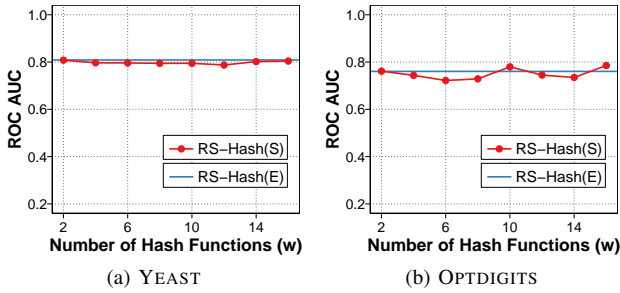 1.0
0.8
0.6
0.4
0.2
ROC AUC
RS−Hash(S)
RS−Hash(E)
2 6 10 14
Number of Hash Functions (w)
(a) YEAST
1.0
0.8
0.6
0.4
0.2
ROC AUC
RS−Hash(S)
RS−Hash(E)
2 6 10 14
Number of Hash Functions (w)
(b) OPTDIGITS